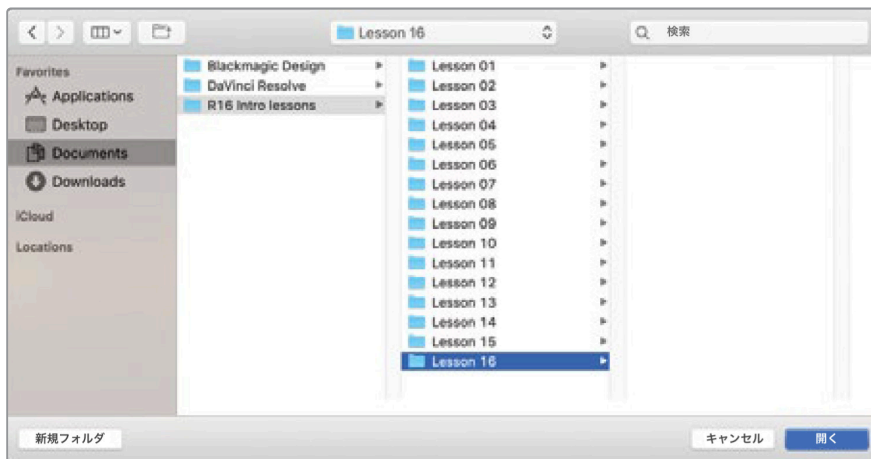 Lesson 16
検索
Favorites
Applications
Desktop
Documents
Downloads
iCloud
Locations
Blackmagic Design
DaVinci Resolve
R16 Intro lessons
Lesson 01
Lesson 02
Lesson 03
Lesson 04
Lesson 05
Lesson 06
Lesson 07
Lesson 08
Lesson 09
Lesson 10
Lesson 11
Lesson 12
Lesson 13
Lesson 14
Lesson 15
Lesson 16
新規フォルダ
キャンセル
開く